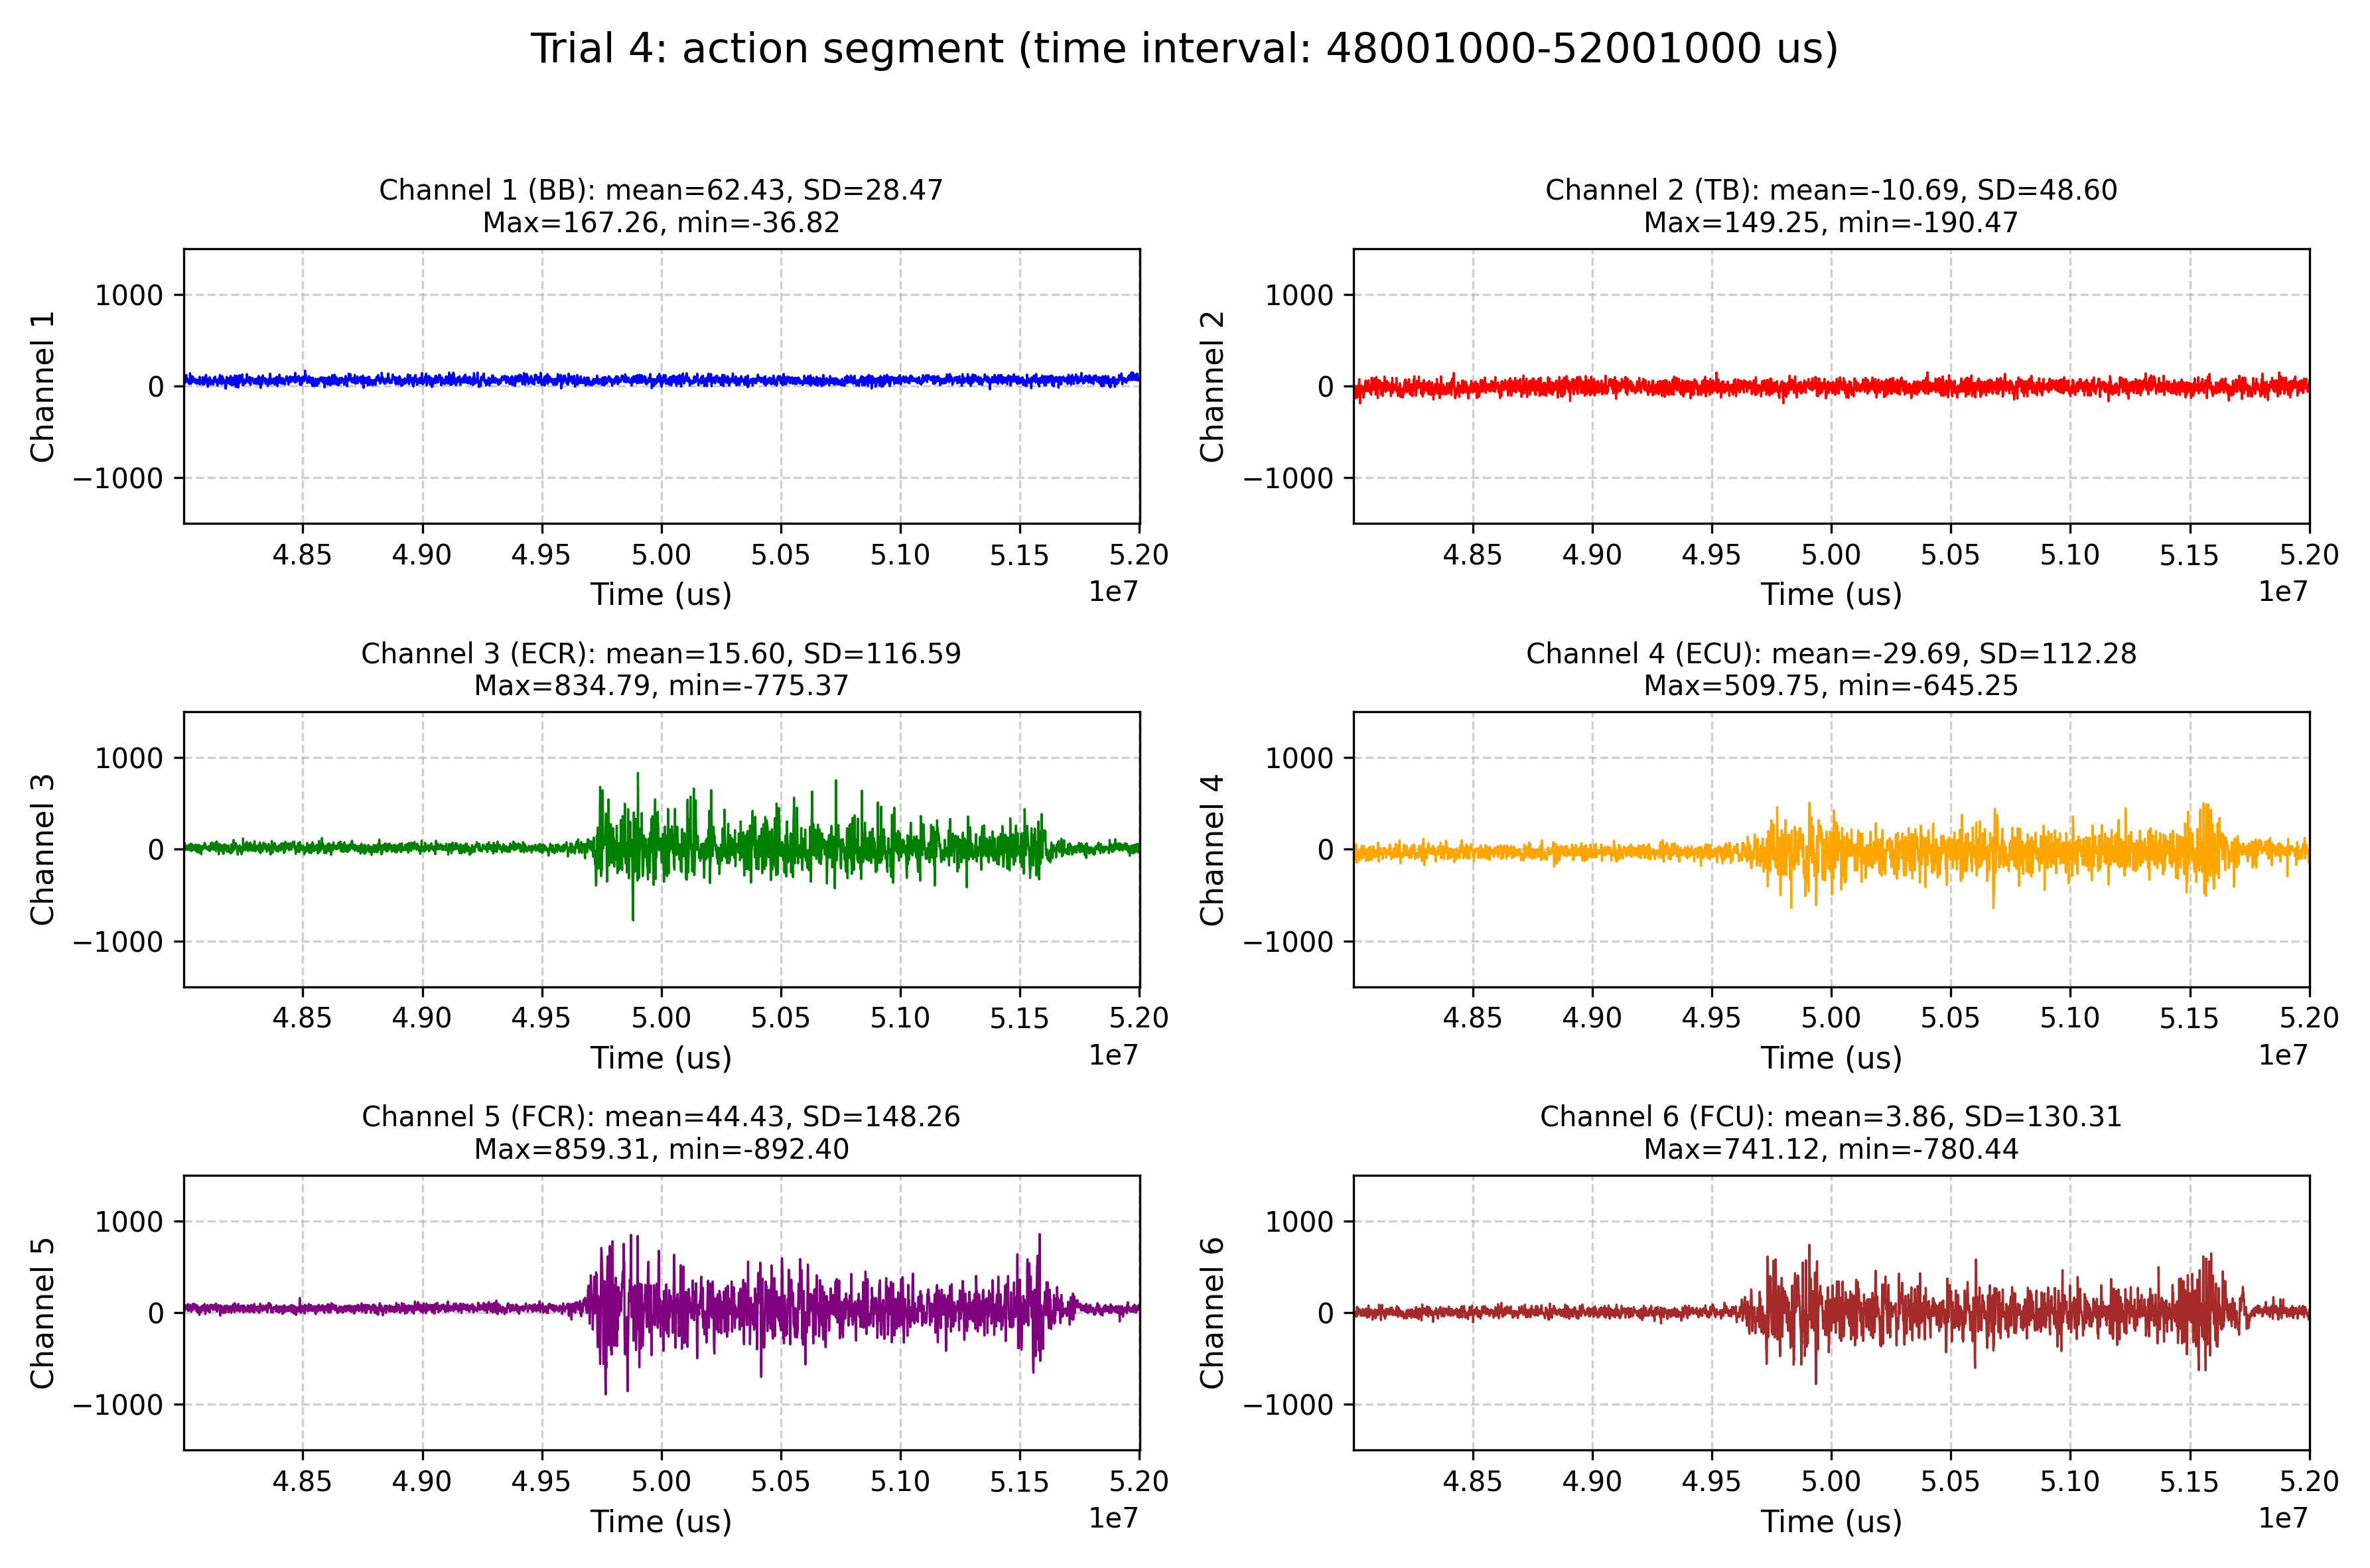 Trial 4: action segment (time interval: 48001000-52001000 us)
Channel 1 (BB): mean=62.43, SD=28.47
Max=167.26, min=-36.82
Channel 1
1000
0
−1000
4.85 4.90 4.95 5.00 5.05 5.10 5.15 5.20
Time (us)
1e7
Channel 2 (TB): mean=-10.69, SD=48.60
Max=149.25, min=-190.47
Channel 2
1000
0
−1000
4.85 4.90 4.95 5.00 5.05 5.10 5.15 5.20
Time (us)
1e7
Channel 3 (ECR): mean=15.60, SD=116.59
Max=834.79, min=-775.37
Channel 3
1000
0
−1000
4.85 4.90 4.95 5.00 5.05 5.10 5.15 5.20
Time (us)
1e7
Channel 4 (ECU): mean=-29.69, SD=112.28
Max=509.75, min=-645.25
Channel 4
1000
0
−1000
4.85 4.90 4.95 5.00 5.05 5.10 5.15 5.20
Time (us)
1e7
Channel 5 (FCR): mean=44.43, SD=148.26
Max=859.31, min=-892.40
Channel 5
1000
0
−1000
4.85 4.90 4.95 5.00 5.05 5.10 5.15 5.20
Time (us)
1e7
Channel 6 (FCU): mean=3.86, SD=130.31
Max=741.12, min=-780.44
Channel 6
1000
0
−1000
4.85 4.90 4.95 5.00 5.05 5.10 5.15 5.20
Time (us)
1e7